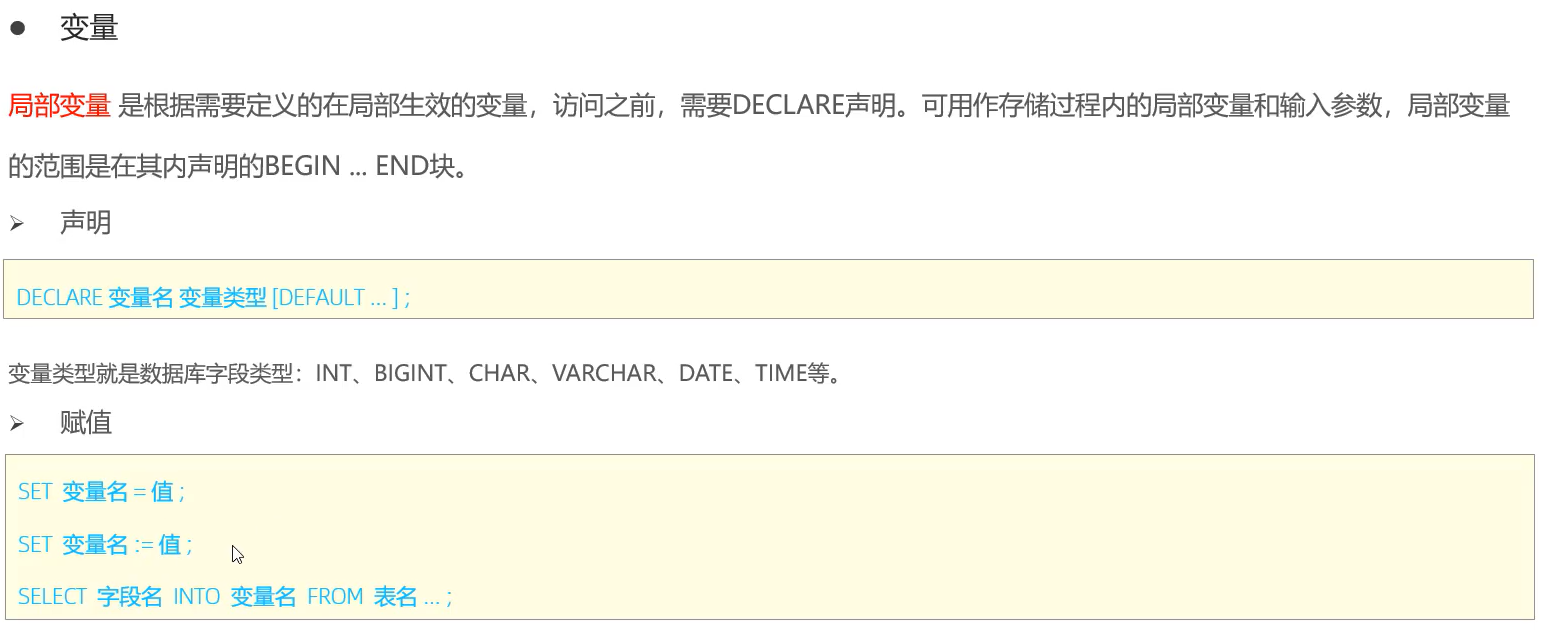 ● 变量
局部变量 是根据需要定义的在局部生效的变量，访问之前，需要DECLARE声明。可用作存储过程内的局部变量和输入参数，局部变量
的范围是在其内声明的BEGIN ... END块。
➢ 声明
DECLARE 变量名 变量类型 [DEFAULT ... ] ;
变量类型就是数据库字段类型：INT、BIGINT、CHAR、VARCHAR、DATE、TIME等。
➢ 赋值
SET 变量名 = 值 ;
SET 变量名 := 值 ;
SELECT 字段名 INTO 变量名 FROM 表名 ... ;